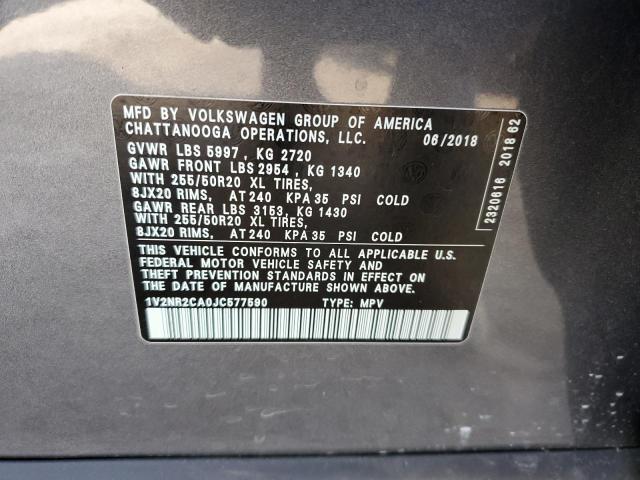 MFD BY VOLKSWAGEN GROUP OF AMERICA
CHATTANOOGA OPERATIONS, LLC. 06/2018
GVWR LBS 5997 , KG 2720
GAWR FRONT LBS 2954 , KG 1340
WITH 255/50R20 XL TIRES,
8JX20 RIMS, AT 240 KPA 35 PSI COLD
GAWR REAR LBS 3153, KG 1430
WITH 255/50R20 XL TIRES,
8JX20 RIMS, AT 240 KPA 35 PSI COLD
THIS VEHICLE CONFORMS TO ALL APPLICABLE U.S.
FEDERAL MOTOR VEHICLE SAFETY AND
THEFT PREVENTION STANDARDS IN EFFECT ON
THE DATE OF MANUFACTURE SHOWN ABOVE.
1V2NR2CA0JC577590 TYPE: MPV
2320616 2018 62